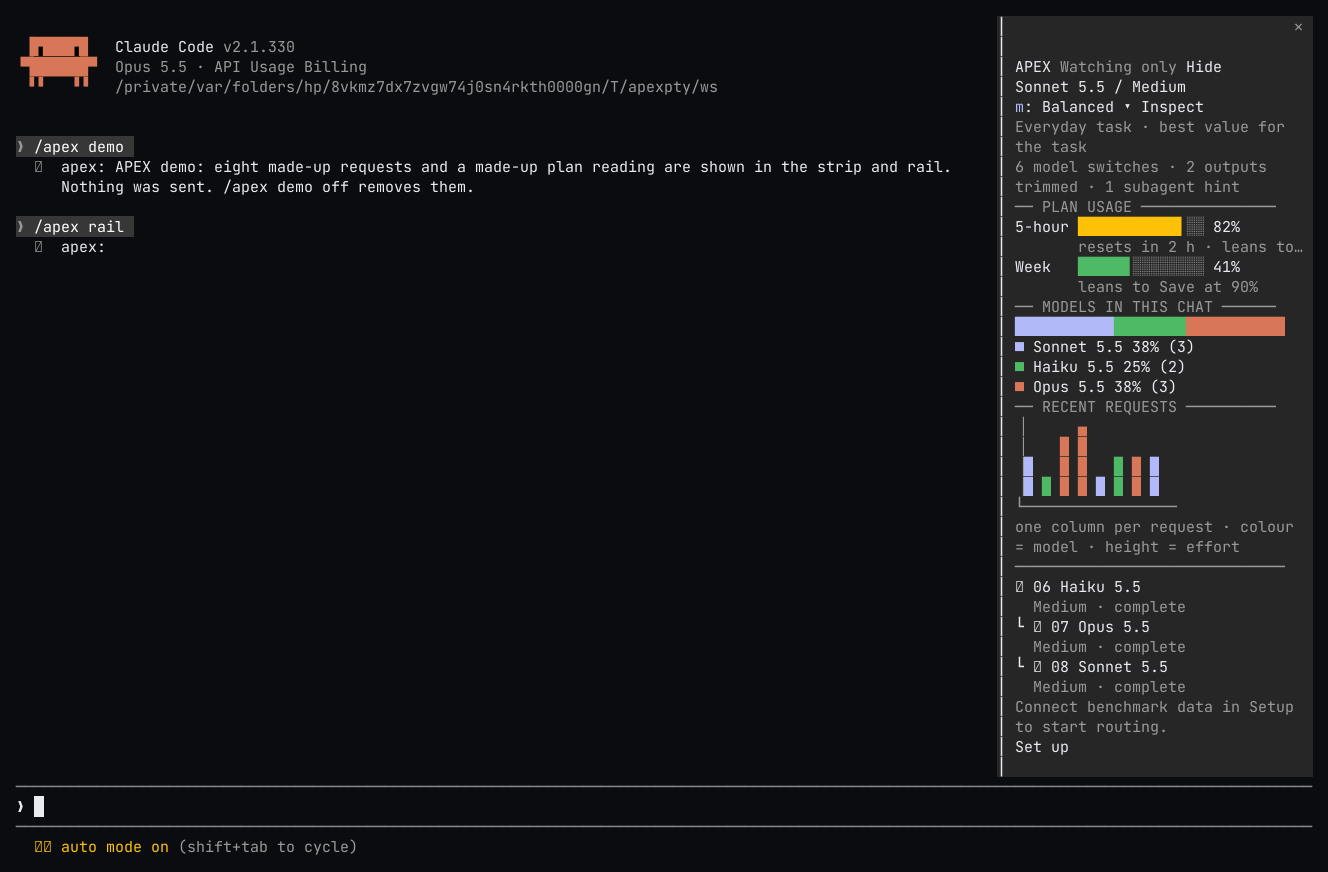 Claude Code v2.1.330
Opus 5.5 · API Usage Billing
/private/var/folders/hp/8vkmz7dx7zvgw74j0sn4rkth0000gn/T/apexpty/ws
❯ /apex demo
apex: APEX demo: eight made-up requests and a made-up plan reading are shown in the strip and rail.
Nothing was sent. /apex demo off removes them.
❯ /apex rail
apex:
×
APEX Watching only Hide
Sonnet 5.5 / Medium
m: Balanced ▾ Inspect
Everyday task · best value for
the task
6 model switches · 2 outputs
trimmed · 1 subagent hint
PLAN USAGE
5-hour 82%
resets in 2 h · leans to…
Week 41%
leans to Save at 90%
MODELS IN THIS CHAT
Sonnet 5.5 38% (3)
Haiku 5.5 25% (2)
Opus 5.5 38% (3)
RECENT REQUESTS
one column per request · colour
= model · height = effort
06 Haiku 5.5
Medium · complete
07 Opus 5.5
Medium · complete
08 Sonnet 5.5
Medium · complete
Connect benchmark data in Setup
to start routing.
Set up
❯
auto mode on (shift+tab to cycle)